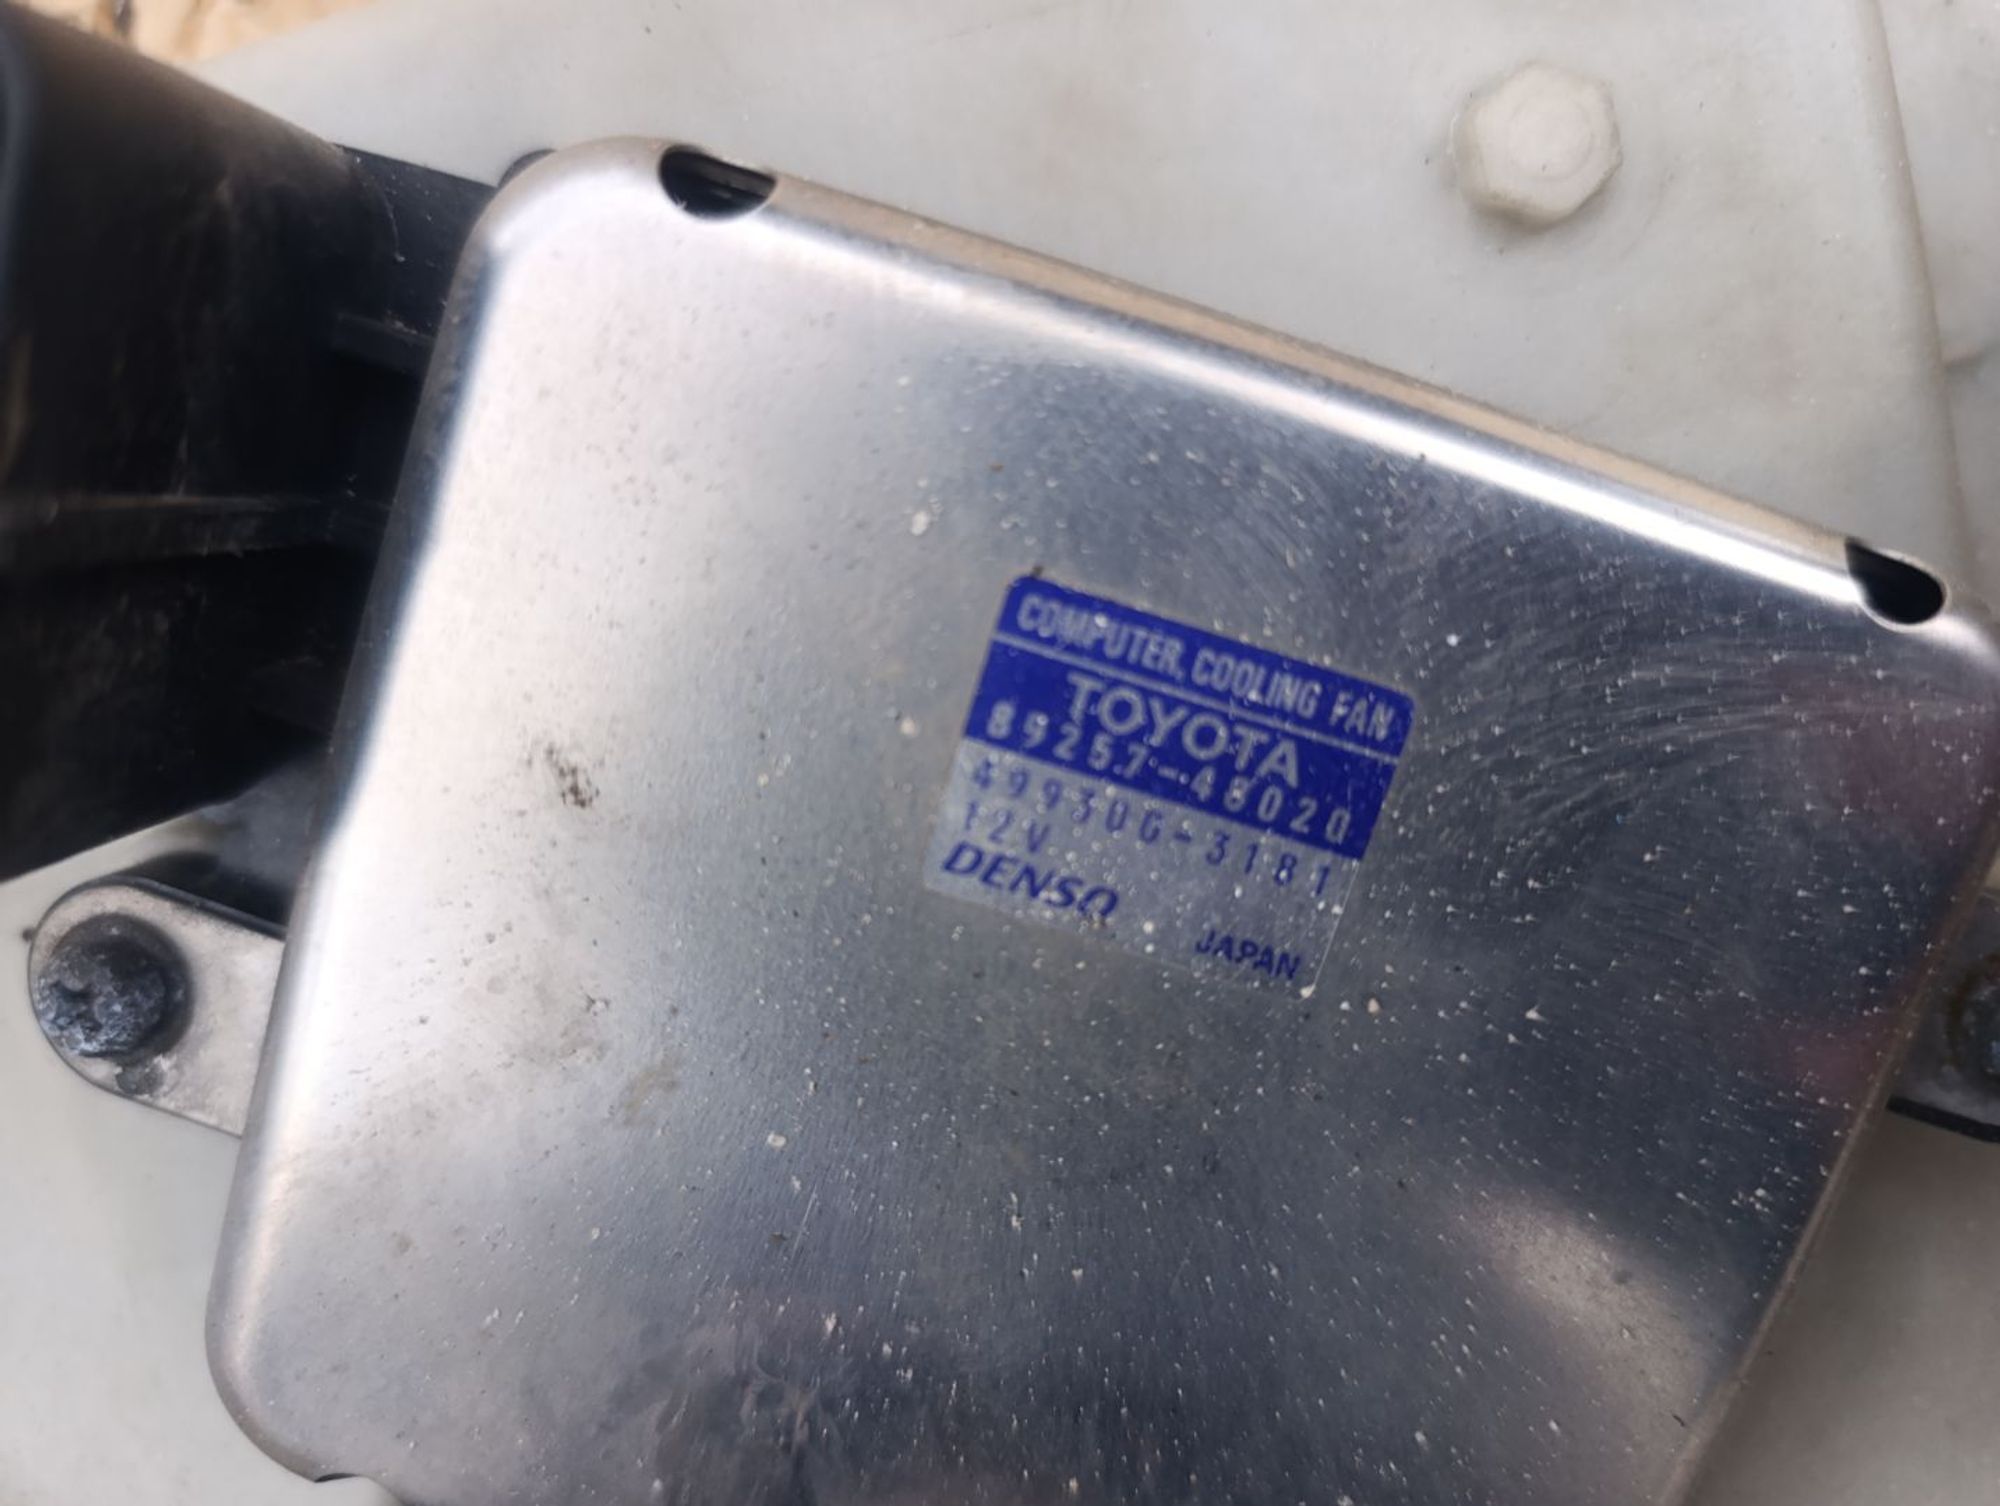 COMPUTER, COOLING FAN
TOYOTA
89257-48020
499300-3181
12V
DENSO
JAPAN